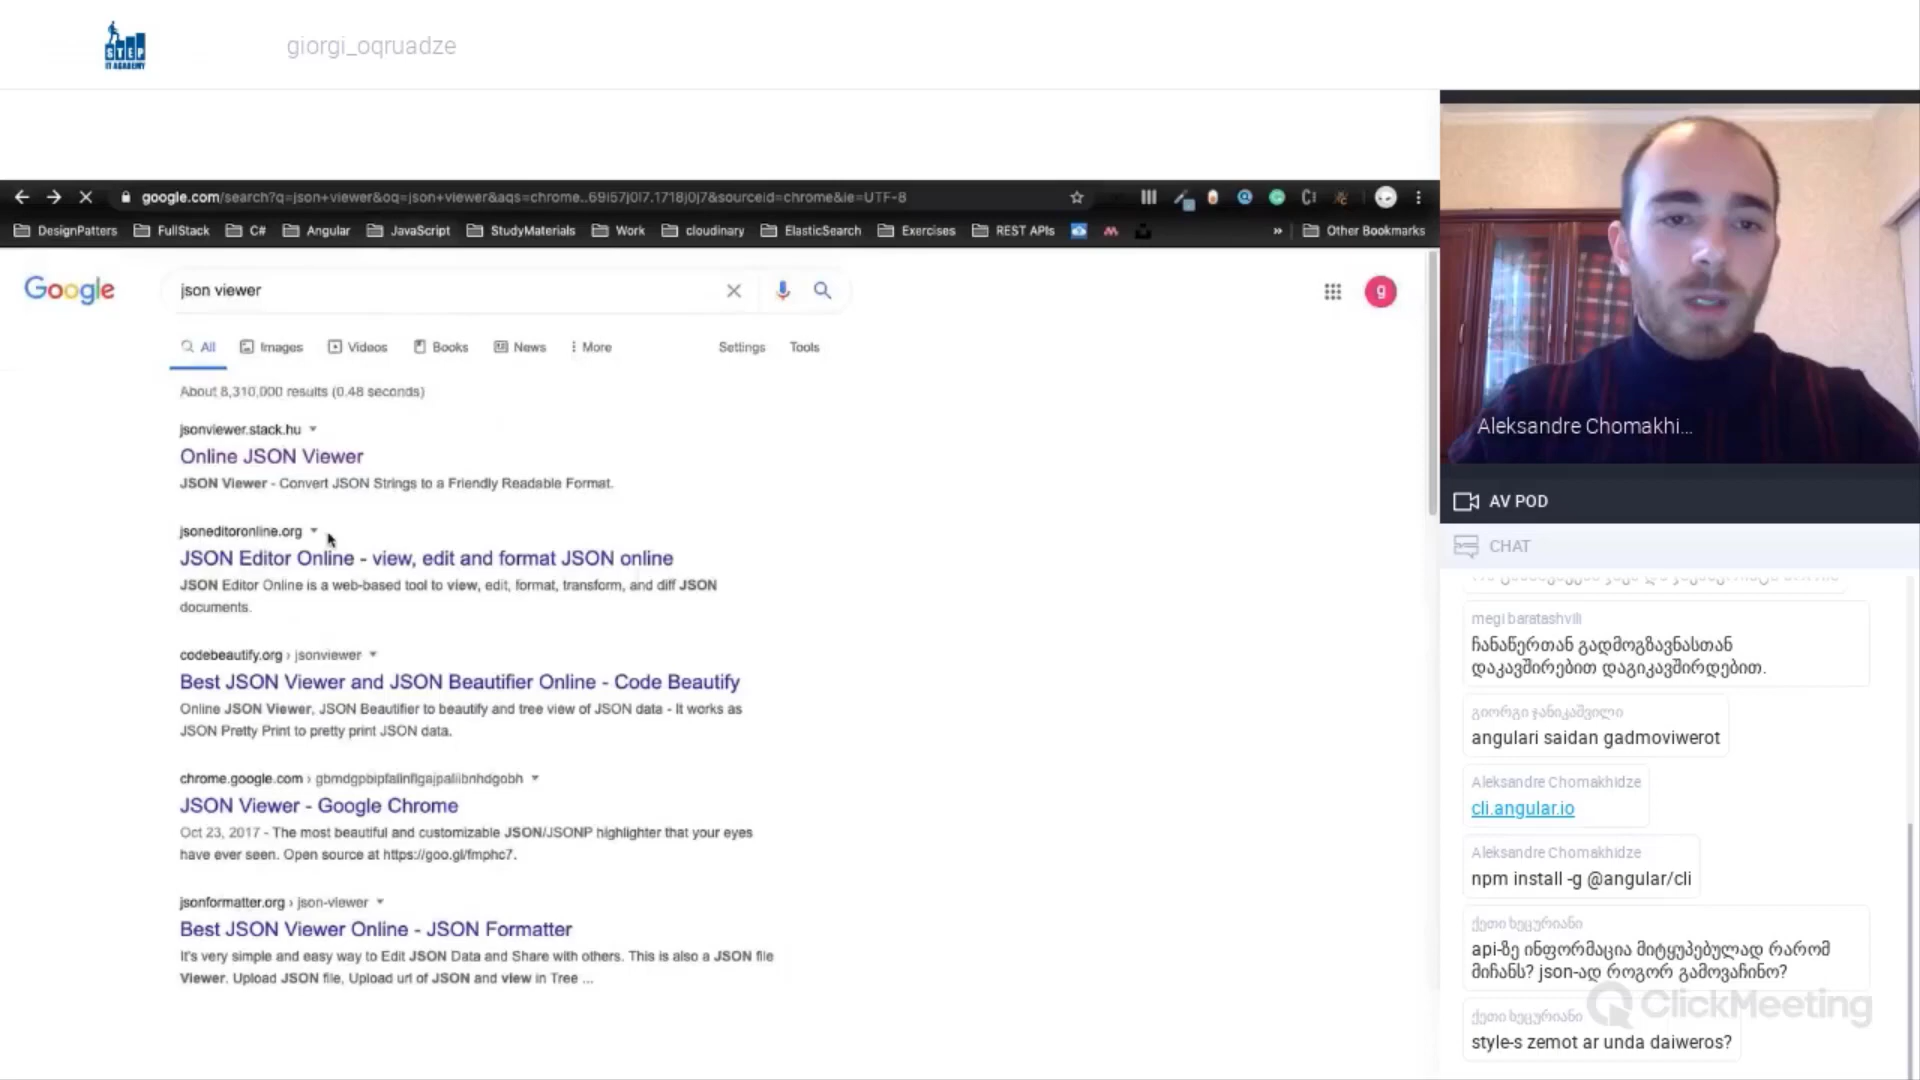 STEP
IT ACADEMY
giorgi_oqruadze
google.com/search?q=json+viewer&oq=json+viewer&aqs=chrome..69i57j0l7.1718j0j7&sourceid=chrome&ie=UTF-8
DesignPatters FullStack C# Angular JavaScript StudyMaterials Work cloudinary ElasticSearch Exercises REST APIs » Other Bookmarks
Google
json viewer
g
All Images Videos Books News More Settings Tools
About 8,310,000 results (0.48 seconds)
jsonviewer.stack.hu
Online JSON Viewer
JSON Viewer - Convert JSON Strings to a Friendly Readable Format.
jsoneditoronline.org
JSON Editor Online - view, edit and format JSON online
JSON Editor Online is a web-based tool to view, edit, format, transform, and diff JSON
documents.
codebeautify.org › jsonviewer
Best JSON Viewer and JSON Beautifier Online - Code Beautify
Online JSON Viewer, JSON Beautifier to beautify and tree view of JSON data - It works as
JSON Pretty Print to pretty print JSON data.
chrome.google.com › gbmdgpbipfallnflgajpaliibnhdgobh
JSON Viewer - Google Chrome
Oct 23, 2017 - The most beautiful and customizable JSON/JSONP highlighter that your eyes
have ever seen. Open source at https://goo.gl/fmphc7.
jsonformatter.org › json-viewer
Best JSON Viewer Online - JSON Formatter
It's very simple and easy way to Edit JSON Data and Share with others. This is also a JSON file
Viewer. Upload JSON file, Upload url of JSON and view in Tree ...
Aleksandre Chomakhi...
AV POD
CHAT
megi baratashvili
ჩანაწერთან გადმოგზავნასთან
დაკავშირებით დაგიკავშირდებით.
გიორგი ჯანიკაშვილი
angulari saidan gadmoviwerot
Aleksandre Chomakhidze
cli.angular.io
Aleksandre Chomakhidze
npm install -g @angular/cli
ქეთი ხეცურიანი
api-ზე ინფორმაცია მიტყუპებულად რარომ
მიჩანს? json-ად როგორ გამოვაჩინო?
ქეთი ხეცურიანი
style-s zemot ar unda daiweros?
ClickMeeting